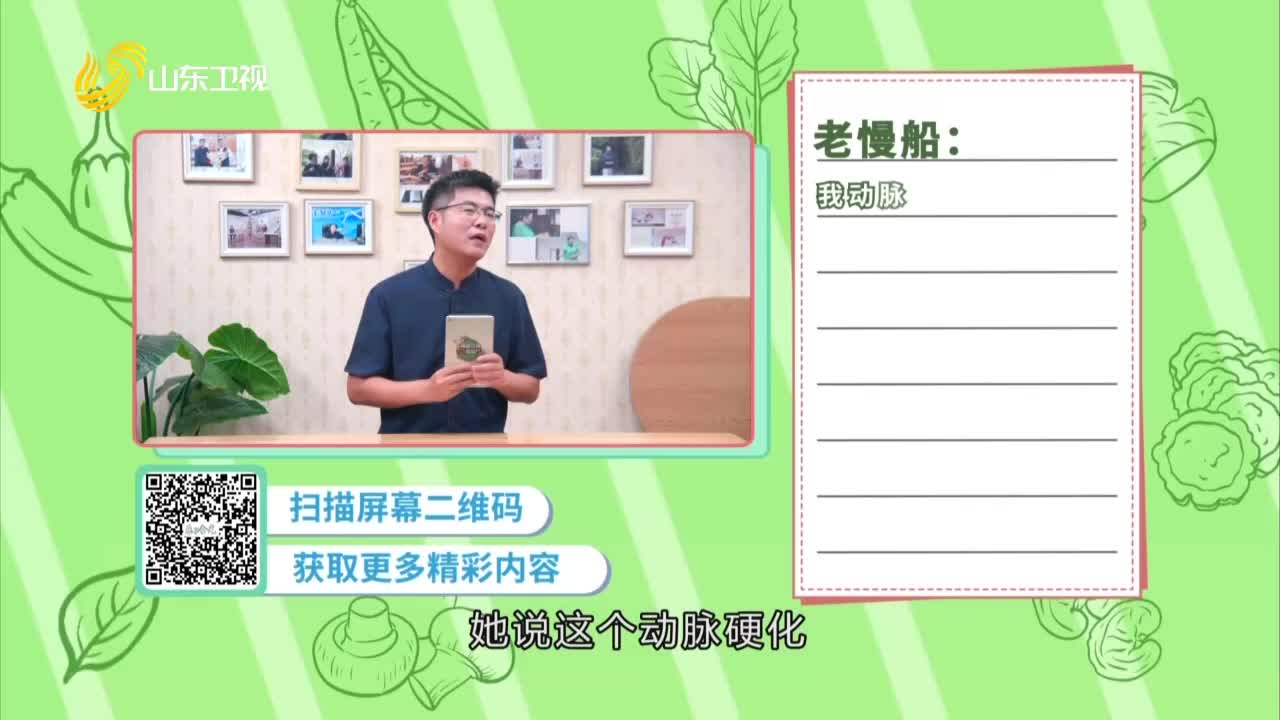 山东卫视
老慢船：
我动脉
扫描屏幕二维码
获取更多精彩内容
她说这个动脉硬化